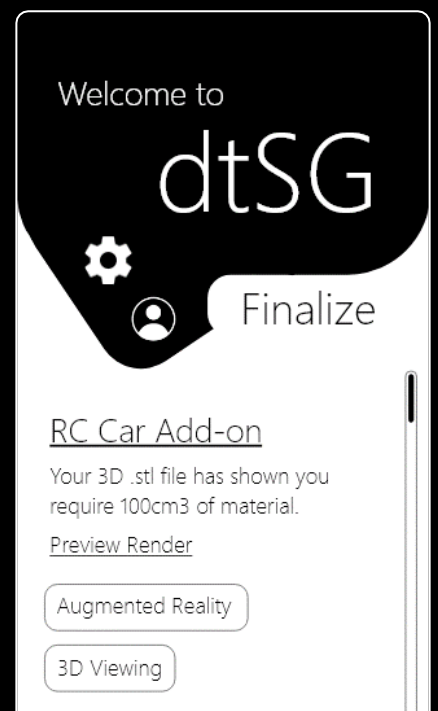 Welcome to
dtSG
Finalize
RC Car Add-on
Your 3D .stl file has shown you
require 100cm3 of material.
Preview Render
Augmented Reality
3D Viewing